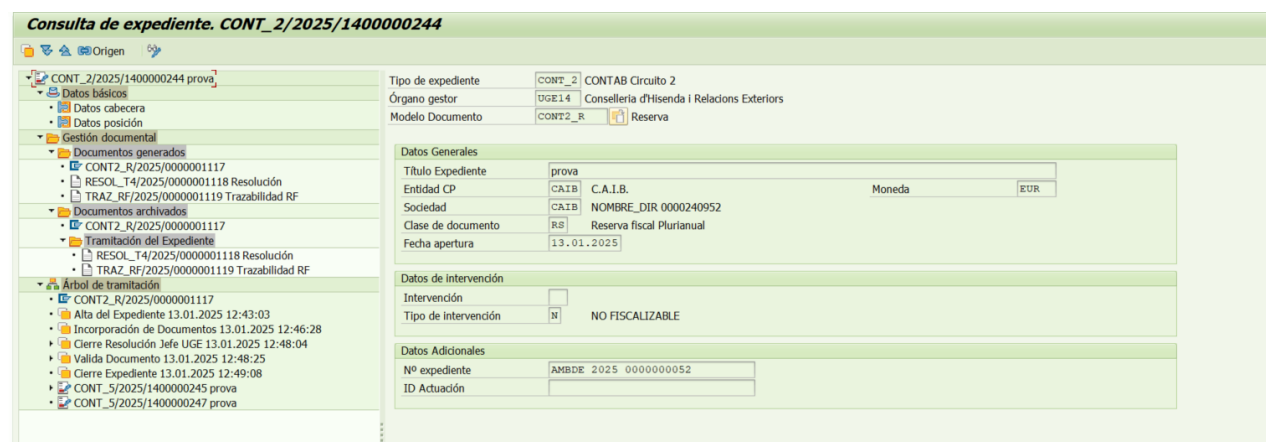 Consulta de expediente. CONT_2/2025/1400000244
Origen
CONT_2/2025/1400000244 prova
Datos básicos
Datos cabecera
Datos posición
Gestión documental
Documentos generados
CONT2_R/2025/0000001117
RESOL_T4/2025/0000001118 Resolución
TRAZ_RF/2025/0000001119 Trazabilidad RF
Documentos archivados
CONT2_R/2025/0000001117
Tramitación del Expediente
RESOL_T4/2025/0000001118 Resolución
TRAZ_RF/2025/0000001119 Trazabilidad RF
Árbol de tramitación
CONT2_R/2025/0000001117
Alta del Expediente 13.01.2025 12:43:03
Incorporación de Documentos 13.01.2025 12:46:28
Cierre Resolución Jefe UGE 13.01.2025 12:48:04
Valida Documento 13.01.2025 12:48:25
Cierre Expediente 13.01.2025 12:49:08
CONT_5/2025/1400000245 prova
CONT_5/2025/1400000247 prova
Tipo de expediente CONT_2 CONTAB Circuito 2
Órgano gestor UGE14 Conselleria d'Hisenda i Relacions Exteriors
Modelo Documento CONT2_R Reserva
Datos Generales
Título Expediente prova
Entidad CP CAIB C.A.I.B. Moneda EUR
Sociedad CAIB NOMBRE_DIR 0000240952
Clase de documento RS Reserva fiscal Plurianual
Fecha apertura 13.01.2025
Datos de intervención
Intervención
Tipo de intervención N NO FISCALIZABLE
Datos Adicionales
Nº expediente AMBDE 2025 0000000052
ID Actuación